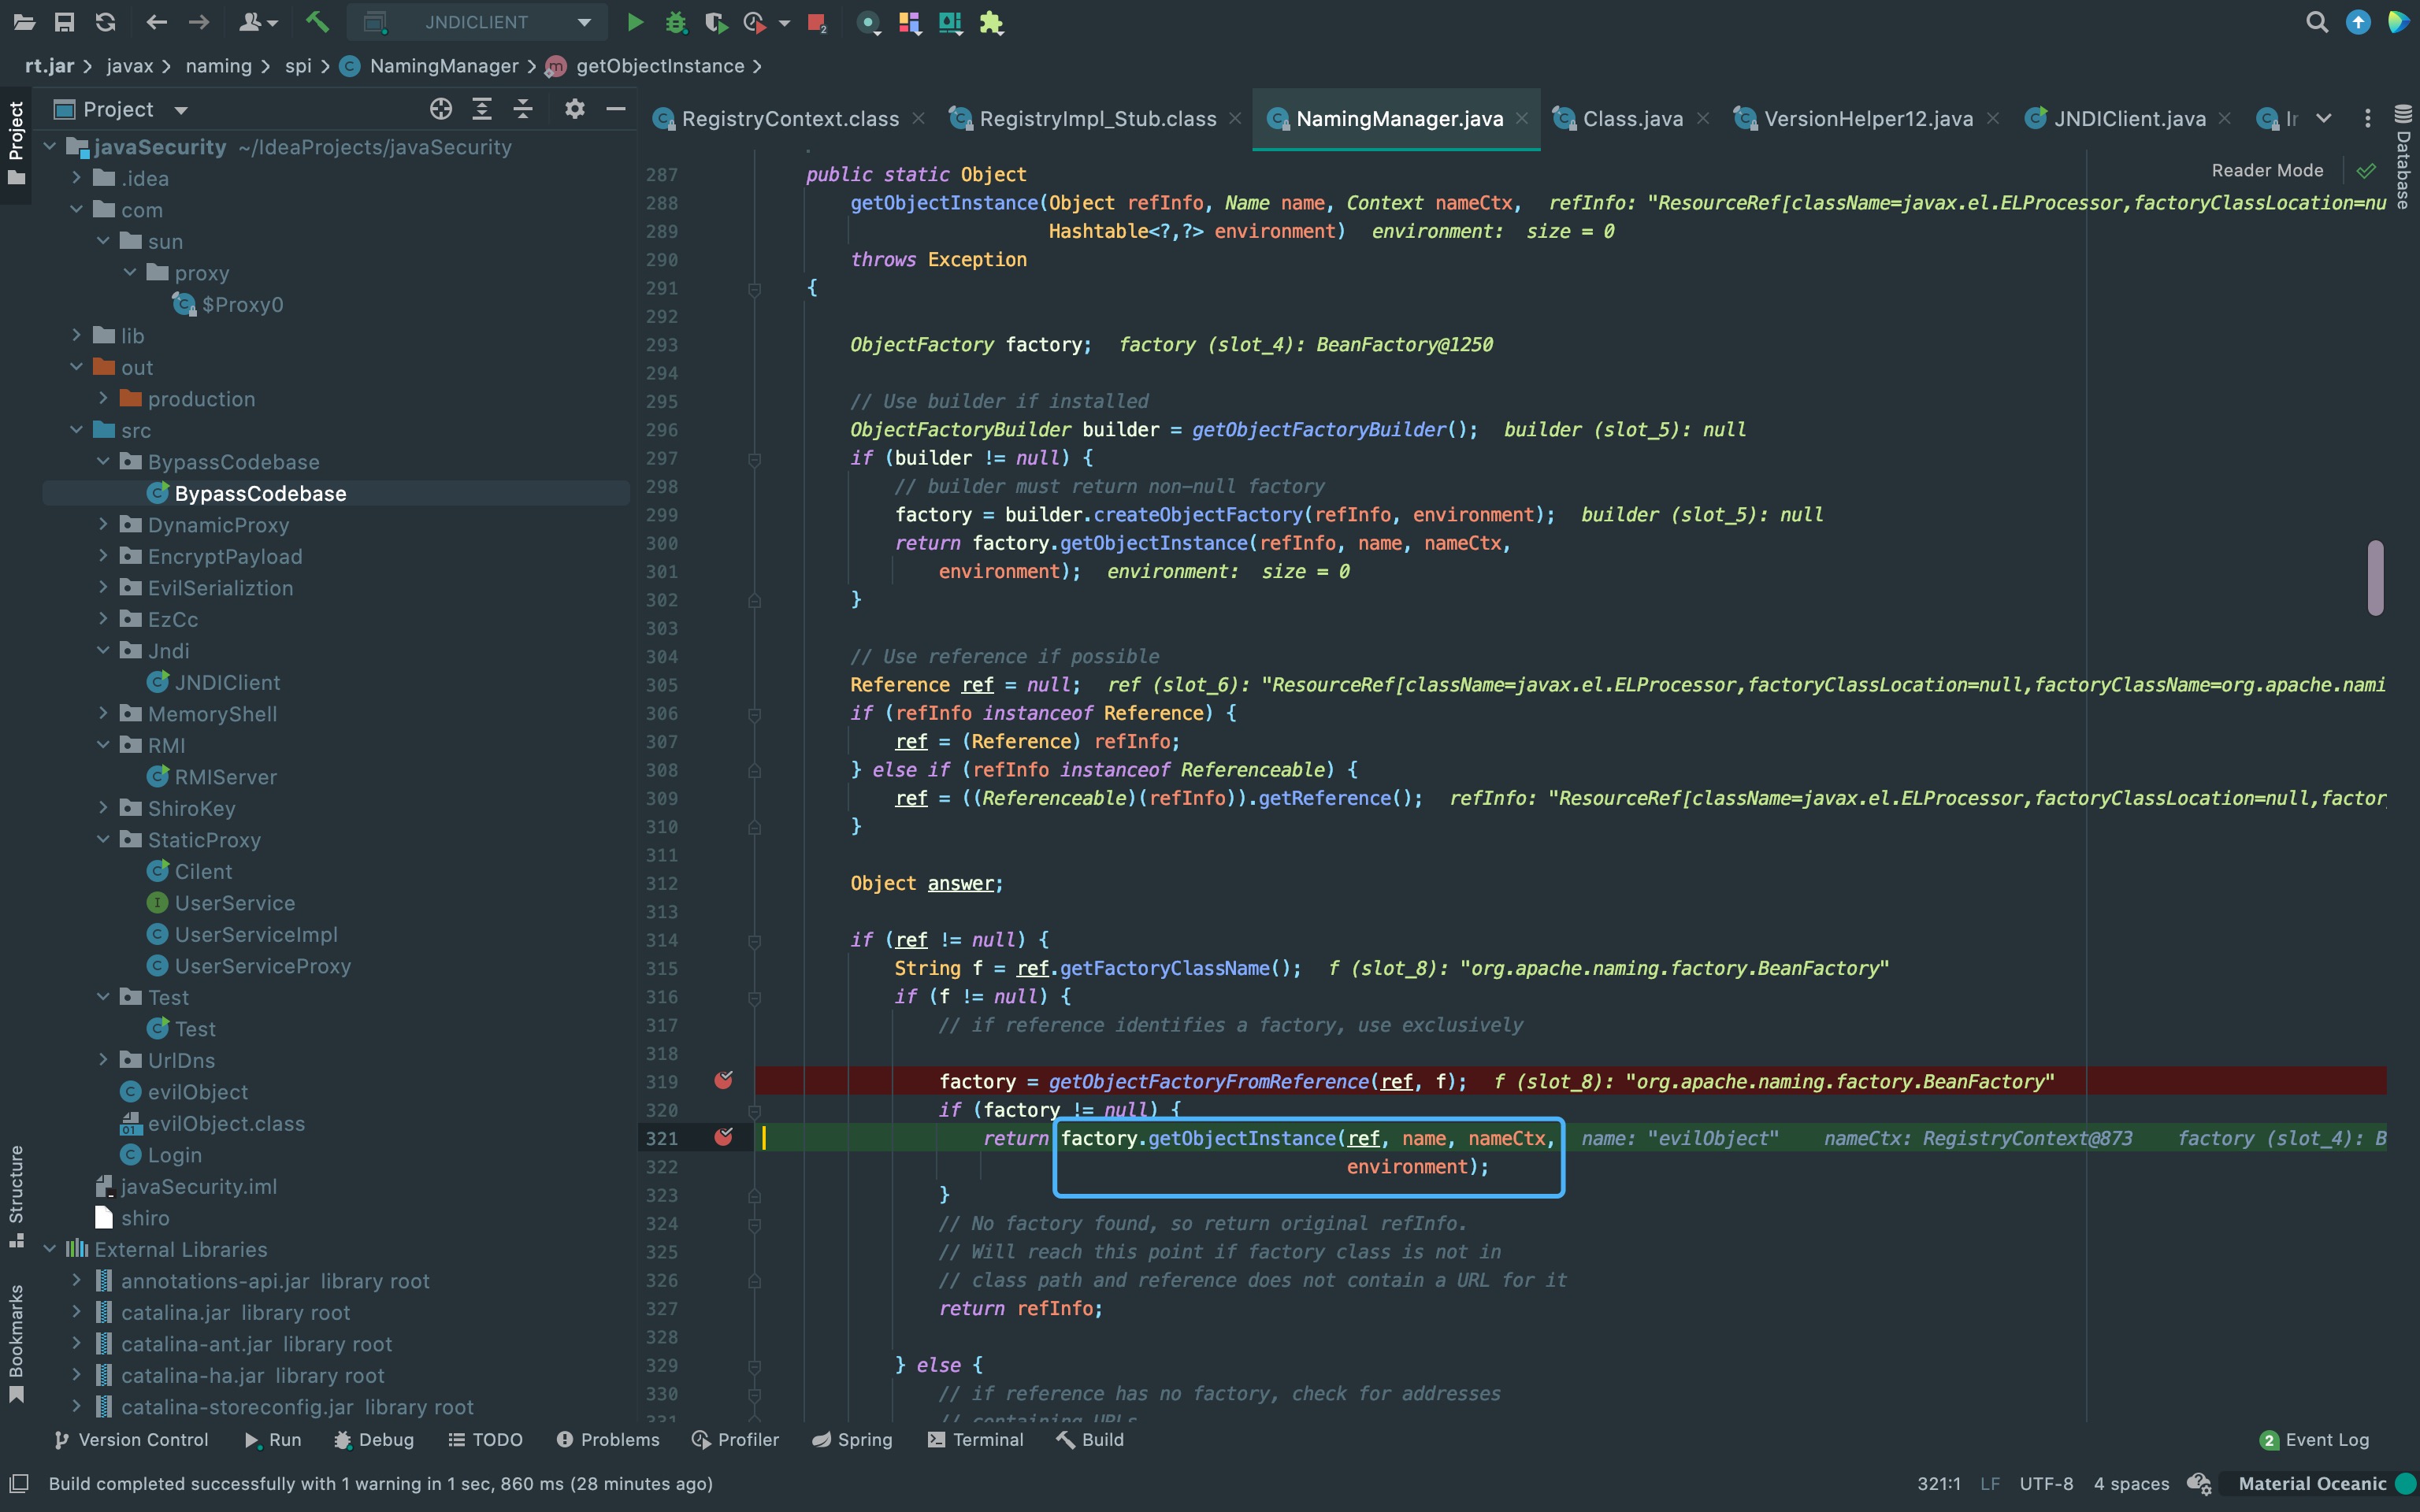 JNDICLIENT
rt.jar javax naming spi NamingManager getObjectInstance
Project
RegistryContext.class RegistryImpl_Stub.class NamingManager.java Class.java VersionHelper12.java JNDIClient.java
Project
Structure
Bookmarks
Database
Reader Mode
javaSecurity ~/IdeaProjects/javaSecurity
.idea
com
sun
proxy
$Proxy0
lib
out
production
src
BypassCodebase
BypassCodebase
DynamicProxy
EncryptPayload
EvilSerializtion
EzCc
Jndi
JNDIClient
MemoryShell
RMI
RMIServer
ShiroKey
StaticProxy
Cilent
UserService
UserServiceImpl
UserServiceProxy
Test
Test
UrlDns
evilObject
evilObject.class
Login
javaSecurity.iml
shiro
External Libraries
annotations-api.jar library root
catalina.jar library root
catalina-ant.jar library root
catalina-ha.jar library root
catalina-storeconfig.jar library root
287 public static Object
288 getObjectInstance(Object refInfo, Name name, Context nameCtx, refInfo: "ResourceRef[className=javax.el.ELProcessor,factoryClassLocation=nu
289 Hashtable<?,?> environment) environment: size = 0
290 throws Exception
291 {
292
293 ObjectFactory factory; factory (slot_4): BeanFactory@1250
294
295 // Use builder if installed
296 ObjectFactoryBuilder builder = getObjectFactoryBuilder(); builder (slot_5): null
297 if (builder != null) {
298 // builder must return non-null factory
299 factory = builder.createObjectFactory(refInfo, environment); builder (slot_5): null
300 return factory.getObjectInstance(refInfo, name, nameCtx,
301 environment); environment: size = 0
302 }
303
304 // Use reference if possible
305 Reference ref = null; ref (slot_6): "ResourceRef[className=javax.el.ELProcessor,factoryClassLocation=null,factoryClassName=org.apache.nami
306 if (refInfo instanceof Reference) {
307 ref = (Reference) refInfo;
308 } else if (refInfo instanceof Referenceable) {
309 ref = ((Referenceable)(refInfo)).getReference(); refInfo: "ResourceRef[className=javax.el.ELProcessor,factoryClassLocation=null,factor
310 }
311
312 Object answer;
313
314 if (ref != null) {
315 String f = ref.getFactoryClassName(); f (slot_8): "org.apache.naming.factory.BeanFactory"
316 if (f != null) {
317 // if reference identifies a factory, use exclusively
318
319 factory = getObjectFactoryFromReference(ref, f); f (slot_8): "org.apache.naming.factory.BeanFactory"
320 if (factory != null) {
321 return factory.getObjectInstance(ref, name, nameCtx, name: "evilObject" nameCtx: RegistryContext@873 factory (slot_4): B
322 environment);
323 }
324 // No factory found, so return original refInfo.
325 // Will reach this point if factory class is not in
326 // class path and reference does not contain a URL for it
327 return refInfo;
328
329 } else {
330 // if reference has no factory, check for addresses
331 // containing URLs
Version Control Run Debug TODO Problems Profiler Spring Terminal Build 2 Event Log
Build completed successfully with 1 warning in 1 sec, 860 ms (28 minutes ago) 321:1 LF UTF-8 4 spaces Material Oceanic